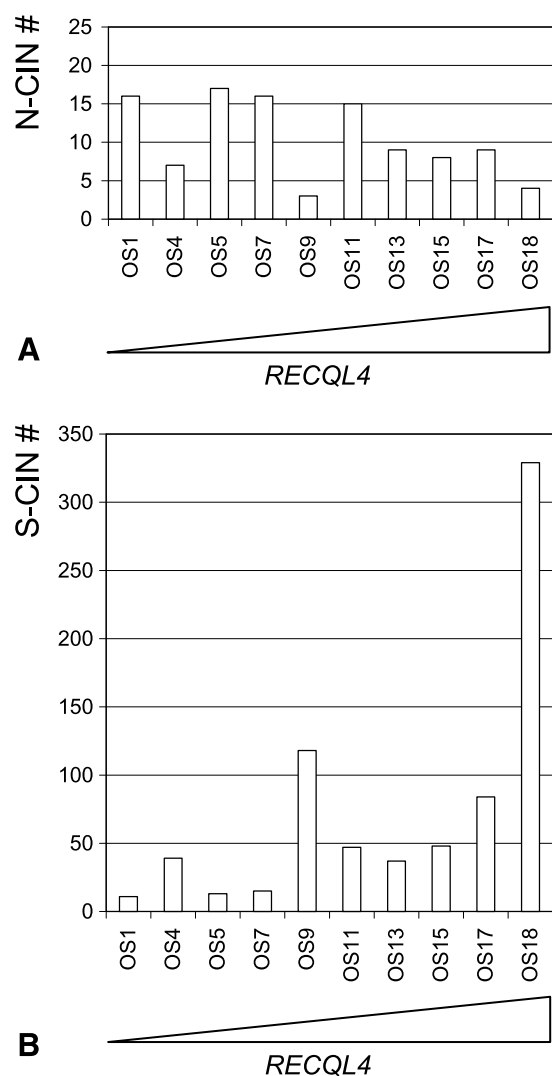 N-CIN #
25
20
15
10
5
0
OS1 OS4 OS5 OS7 OS9 OS11 OS13 OS15 OS17 OS18
A
RECQL4
S-CIN #
350
300
250
200
150
100
50
0
OS1 OS4 OS5 OS7 OS9 OS11 OS13 OS15 OS17 OS18
B
RECQL4